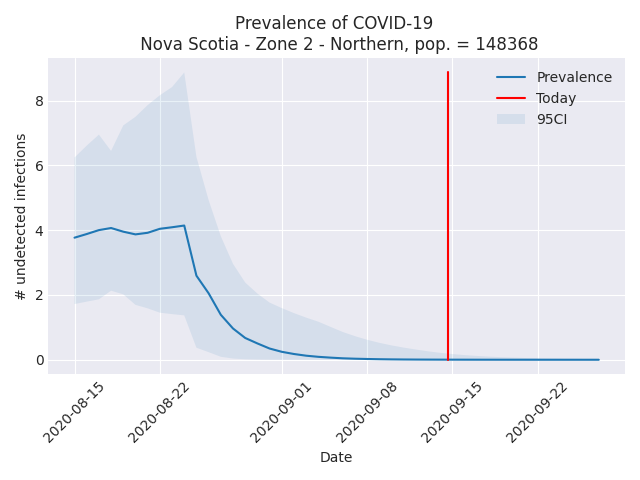 Prevalence of COVID-19
Nova Scotia - Zone 2 - Northern, pop. = 148368
Prevalence
Today
95CI
# undetected infections
8
6
4
2
0
2020-08-15
2020-08-22
2020-09-01
2020-09-08
2020-09-15
2020-09-22
Date